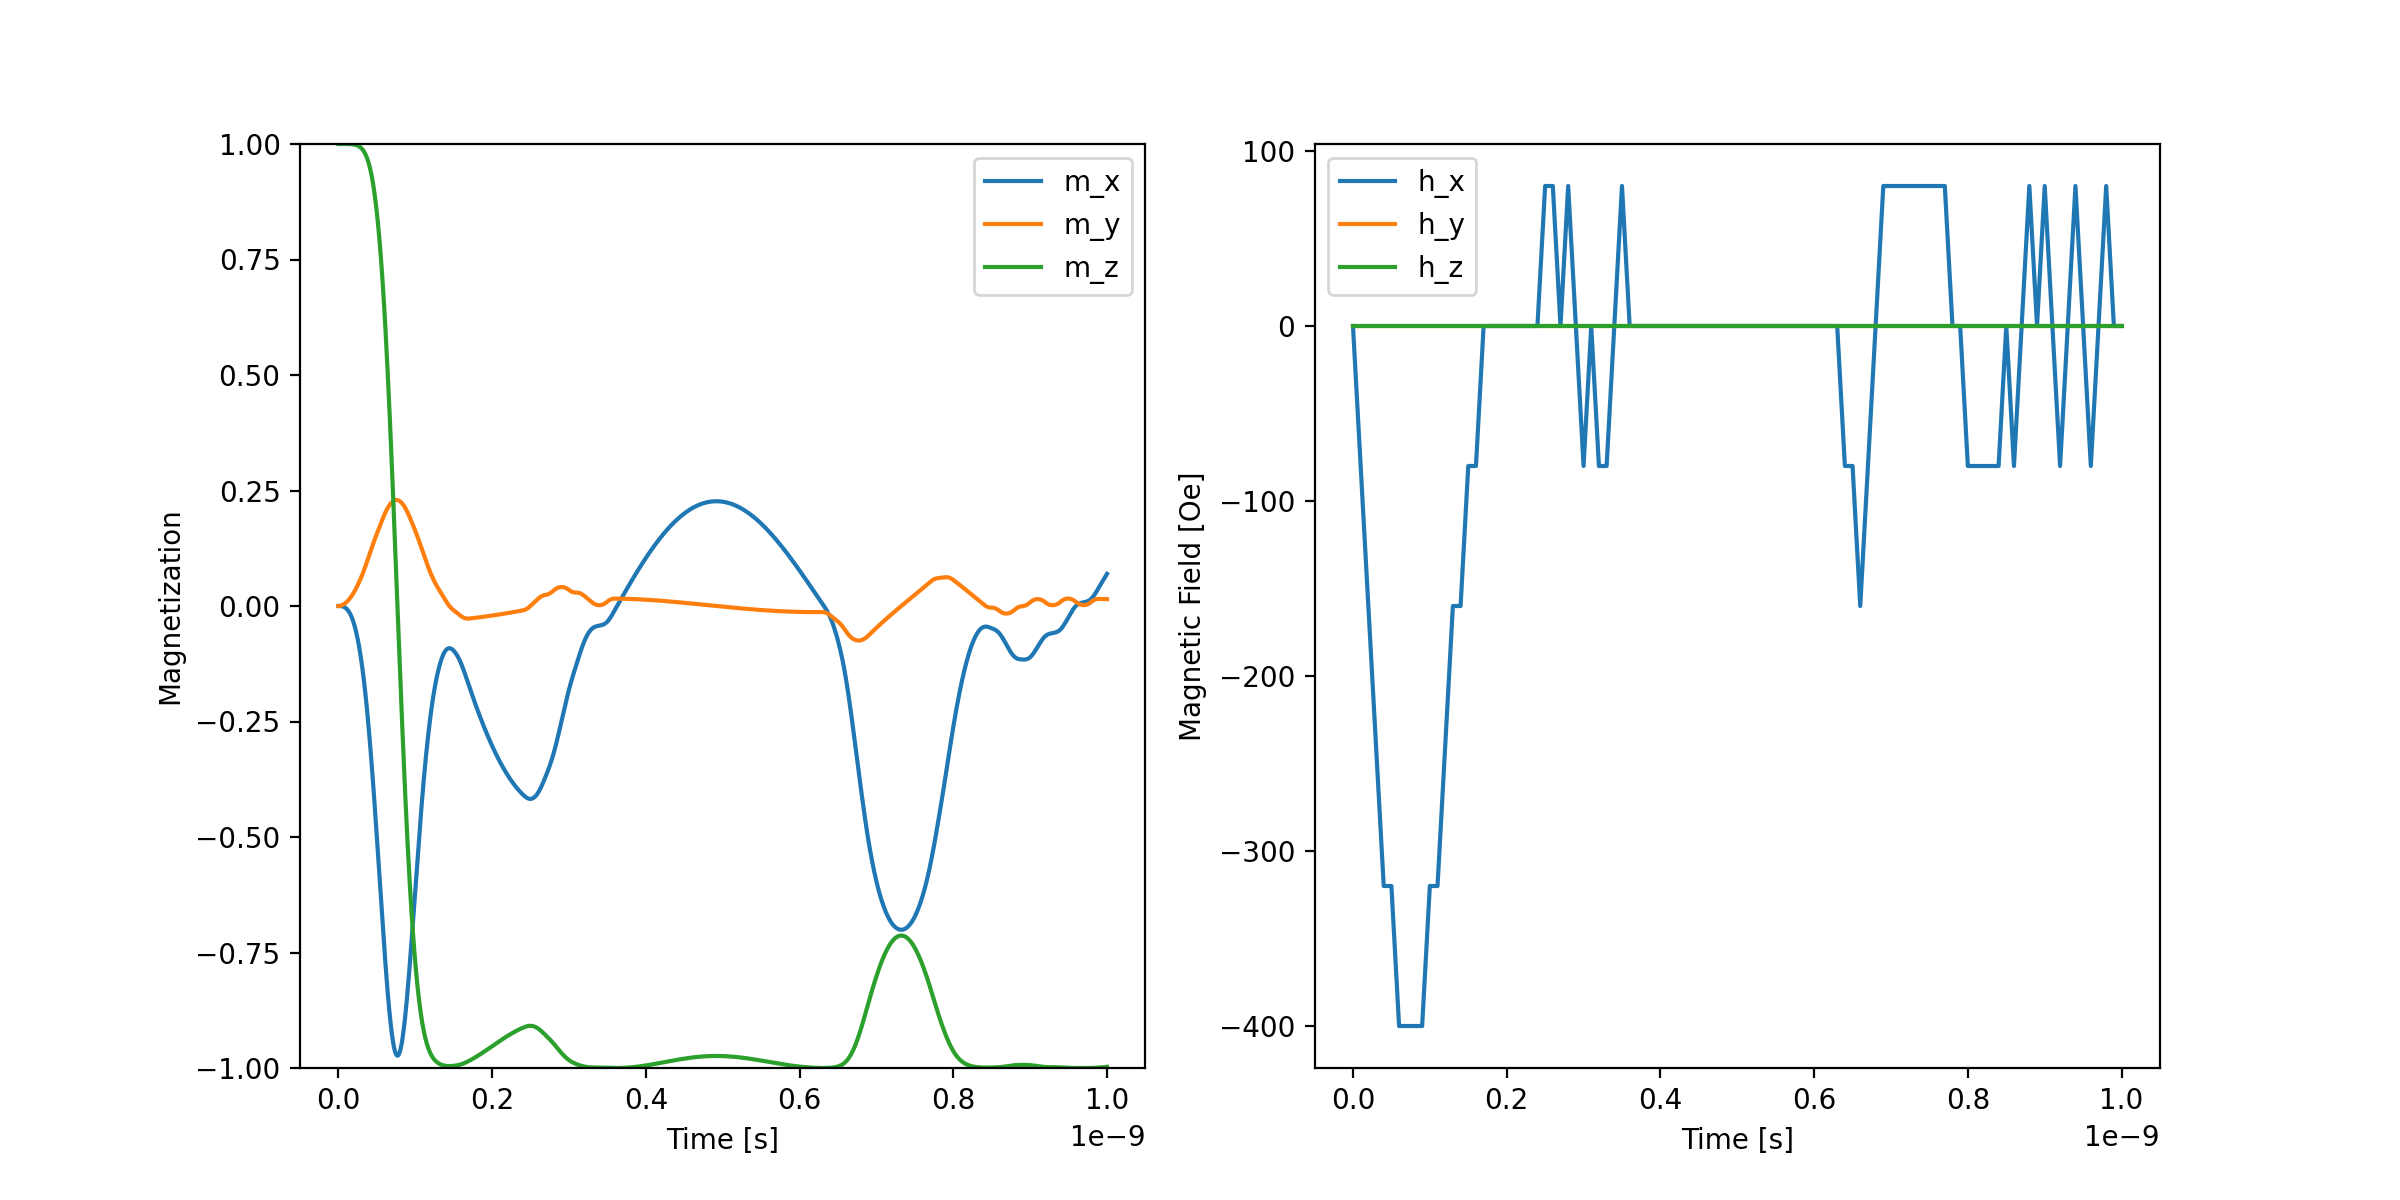 1.00
0.75
0.50
0.25
0.00
−0.25
−0.50
−0.75
−1.00
Magnetization
0.0 0.2 0.4 0.6 0.8 1.0
1e−9
Time [s]
m_x
m_y
m_z
100
0
−100
−200
−300
−400
Magnetic Field [Oe]
0.0 0.2 0.4 0.6 0.8 1.0
1e−9
Time [s]
h_x
h_y
h_z